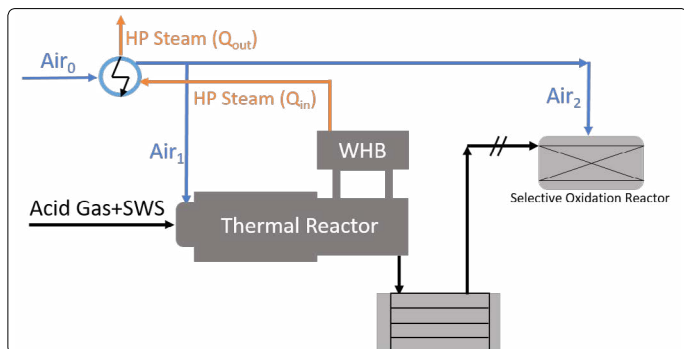 HP Steam (Qout)
Air0
HP Steam (Qin)
Air2
Air1
WHB
Acid Gas+SWS
Thermal Reactor
Selective Oxidation Reactor